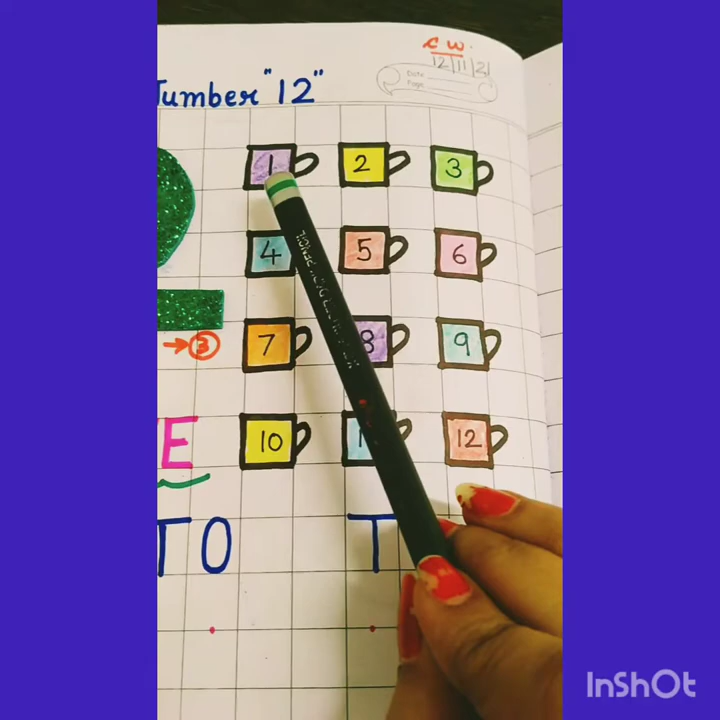 C W.
12/11/21
Date
Page
Number "12"
1 2 3
4 5 6
7 8 9
→ 3
10 12
TO T
InShOt